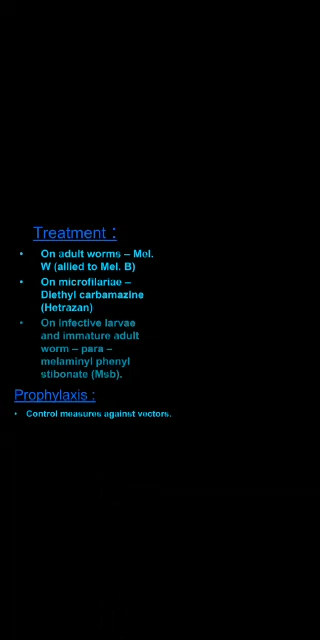 Treatment :
• On adult worms – Mel.
W (allied to Mel. B)
• On microfilariae –
Diethyl carbamazine
(Hetrazan)
• On infective larvae
and immature adult
worm – para –
melaminyl phenyl
stibonate (Msb).
Prophylaxis :
• Control measures against vectors.